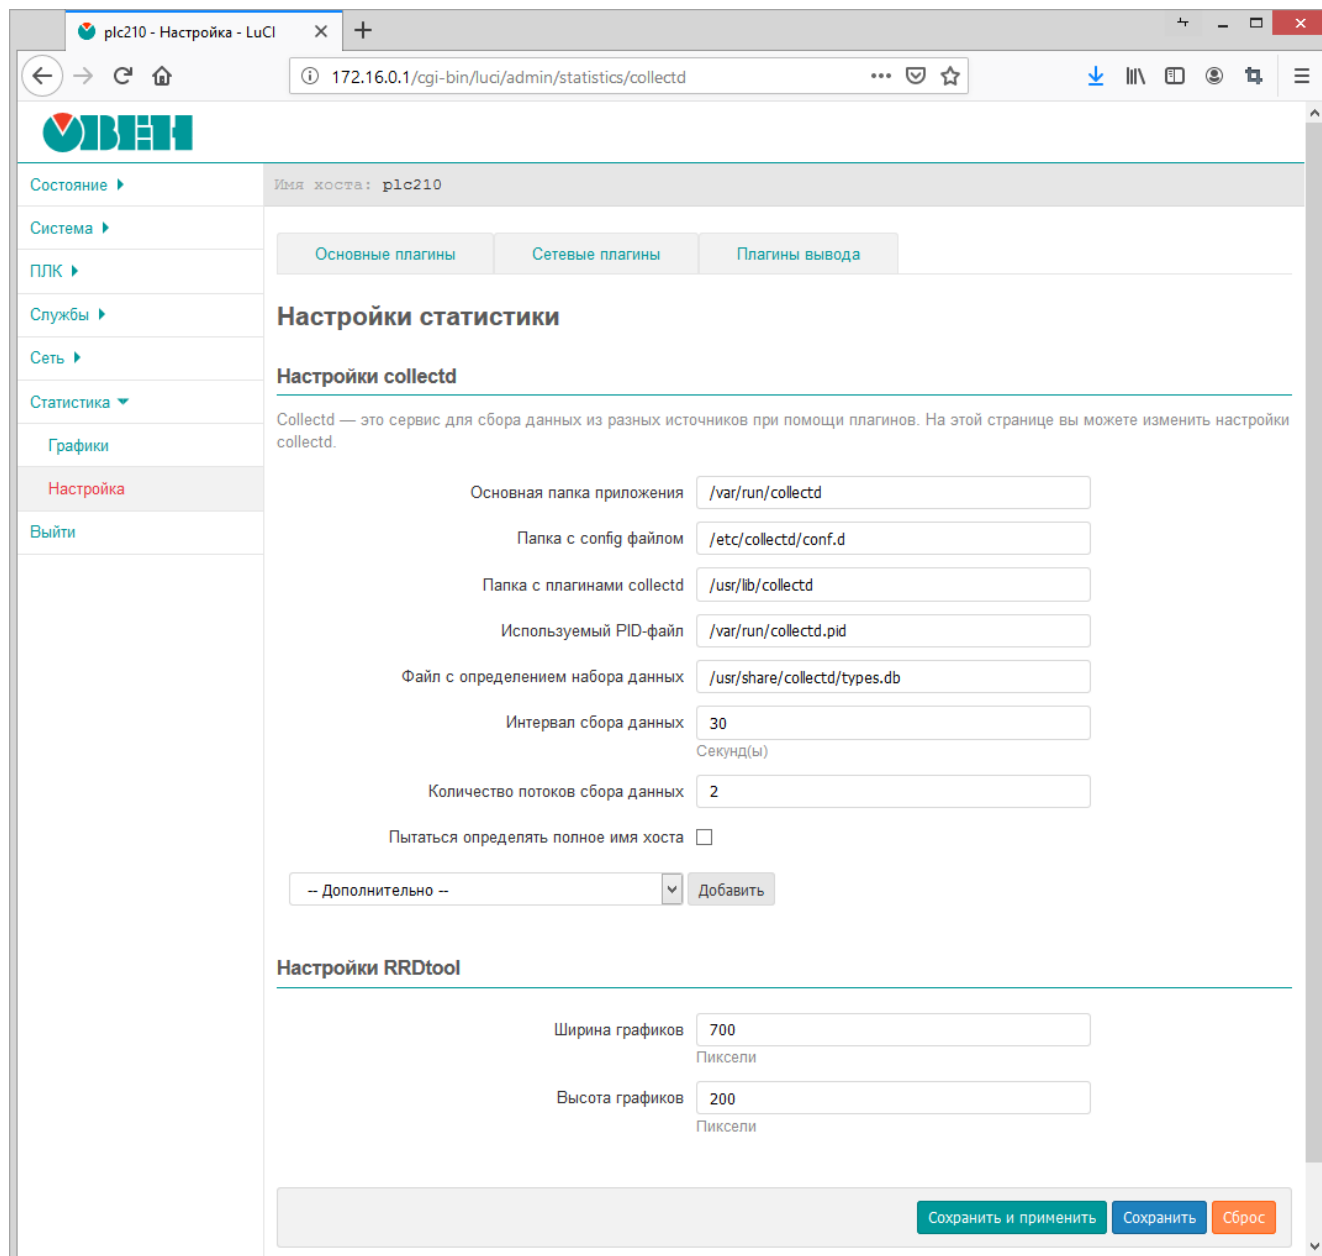 plc210 - Настройка - LuCI
172.16.0.1/cgi-bin/luci/admin/statistics/collectd
ОВЕН
Имя хоста: plc210
Состояние
Система
ПЛК
Службы
Сеть
Статистика
Графики
Настройка
Выйти
Основные плагины Сетевые плагины Плагины вывода
Настройки статистики
Настройки collectd
Collectd — это сервис для сбора данных из разных источников при помощи плагинов. На этой странице вы можете изменить настройки
collectd.
Основная папка приложения /var/run/collectd
Папка с config файлом /etc/collectd/conf.d
Папка с плагинами collectd /usr/lib/collectd
Используемый PID-файл /var/run/collectd.pid
Файл с определением набора данных /usr/share/collectd/types.db
Интервал сбора данных 30
Секунд(ы)
Количество потоков сбора данных 2
Пытаться определять полное имя хоста
-- Дополнительно -- Добавить
Настройки RRDtool
Ширина графиков 700
Пиксели
Высота графиков 200
Пиксели
Сохранить и применить Сохранить Сброс